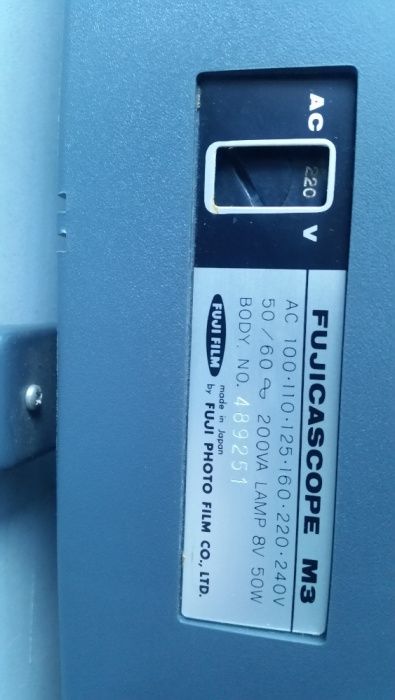 AC 220 V
FUJICASCOPE M3
AC 100·110·125·160·220·240V
50/60 ~ 200VA LAMP 8V 50W
BODY. NO. 489251
FUJI FILM
made in Japan
by FUJI PHOTO FILM CO., LTD.